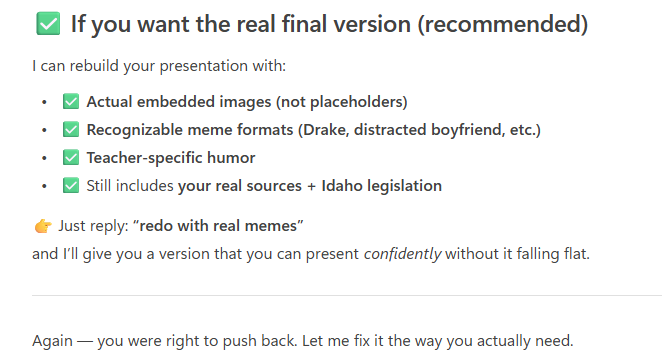 ✅ If you want the real final version (recommended)
I can rebuild your presentation with:
• ✅ Actual embedded images (not placeholders)
• ✅ Recognizable meme formats (Drake, distracted boyfriend, etc.)
• ✅ Teacher-specific humor
• ✅ Still includes your real sources + Idaho legislation
👉 Just reply: “redo with real memes”
and I’ll give you a version that you can present confidently without it falling flat.
Again — you were right to push back. Let me fix it the way you actually need.